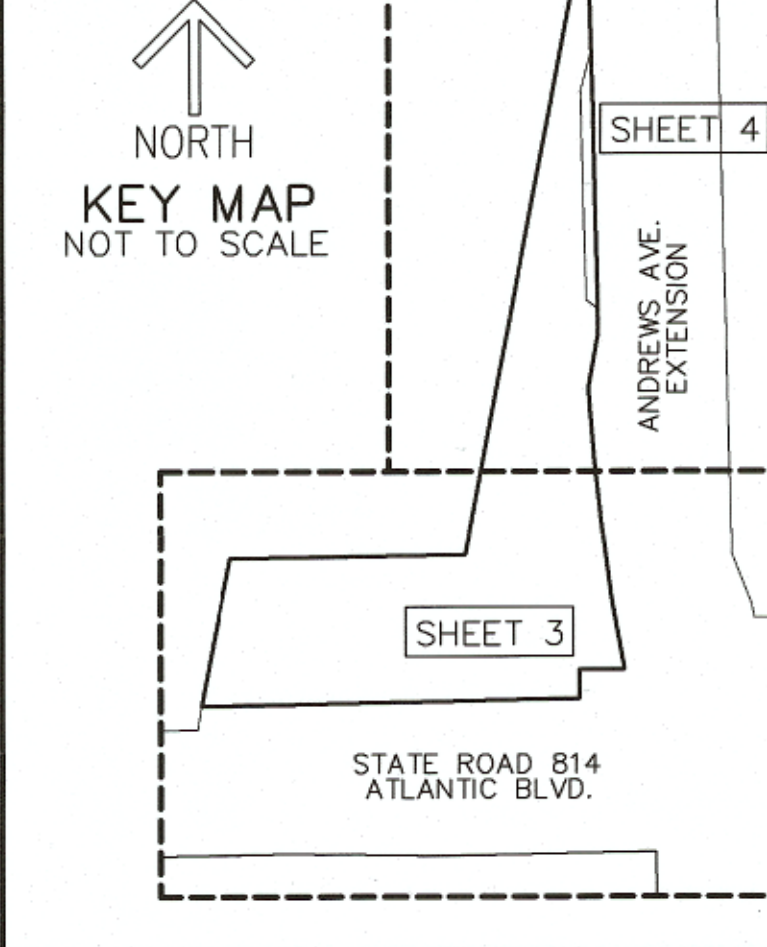 NORTH
KEY MAP
NOT TO SCALE
SHEET 4
ANDREWS AVE.
EXTENSION
SHEET 3
STATE ROAD 814
ATLANTIC BLVD.